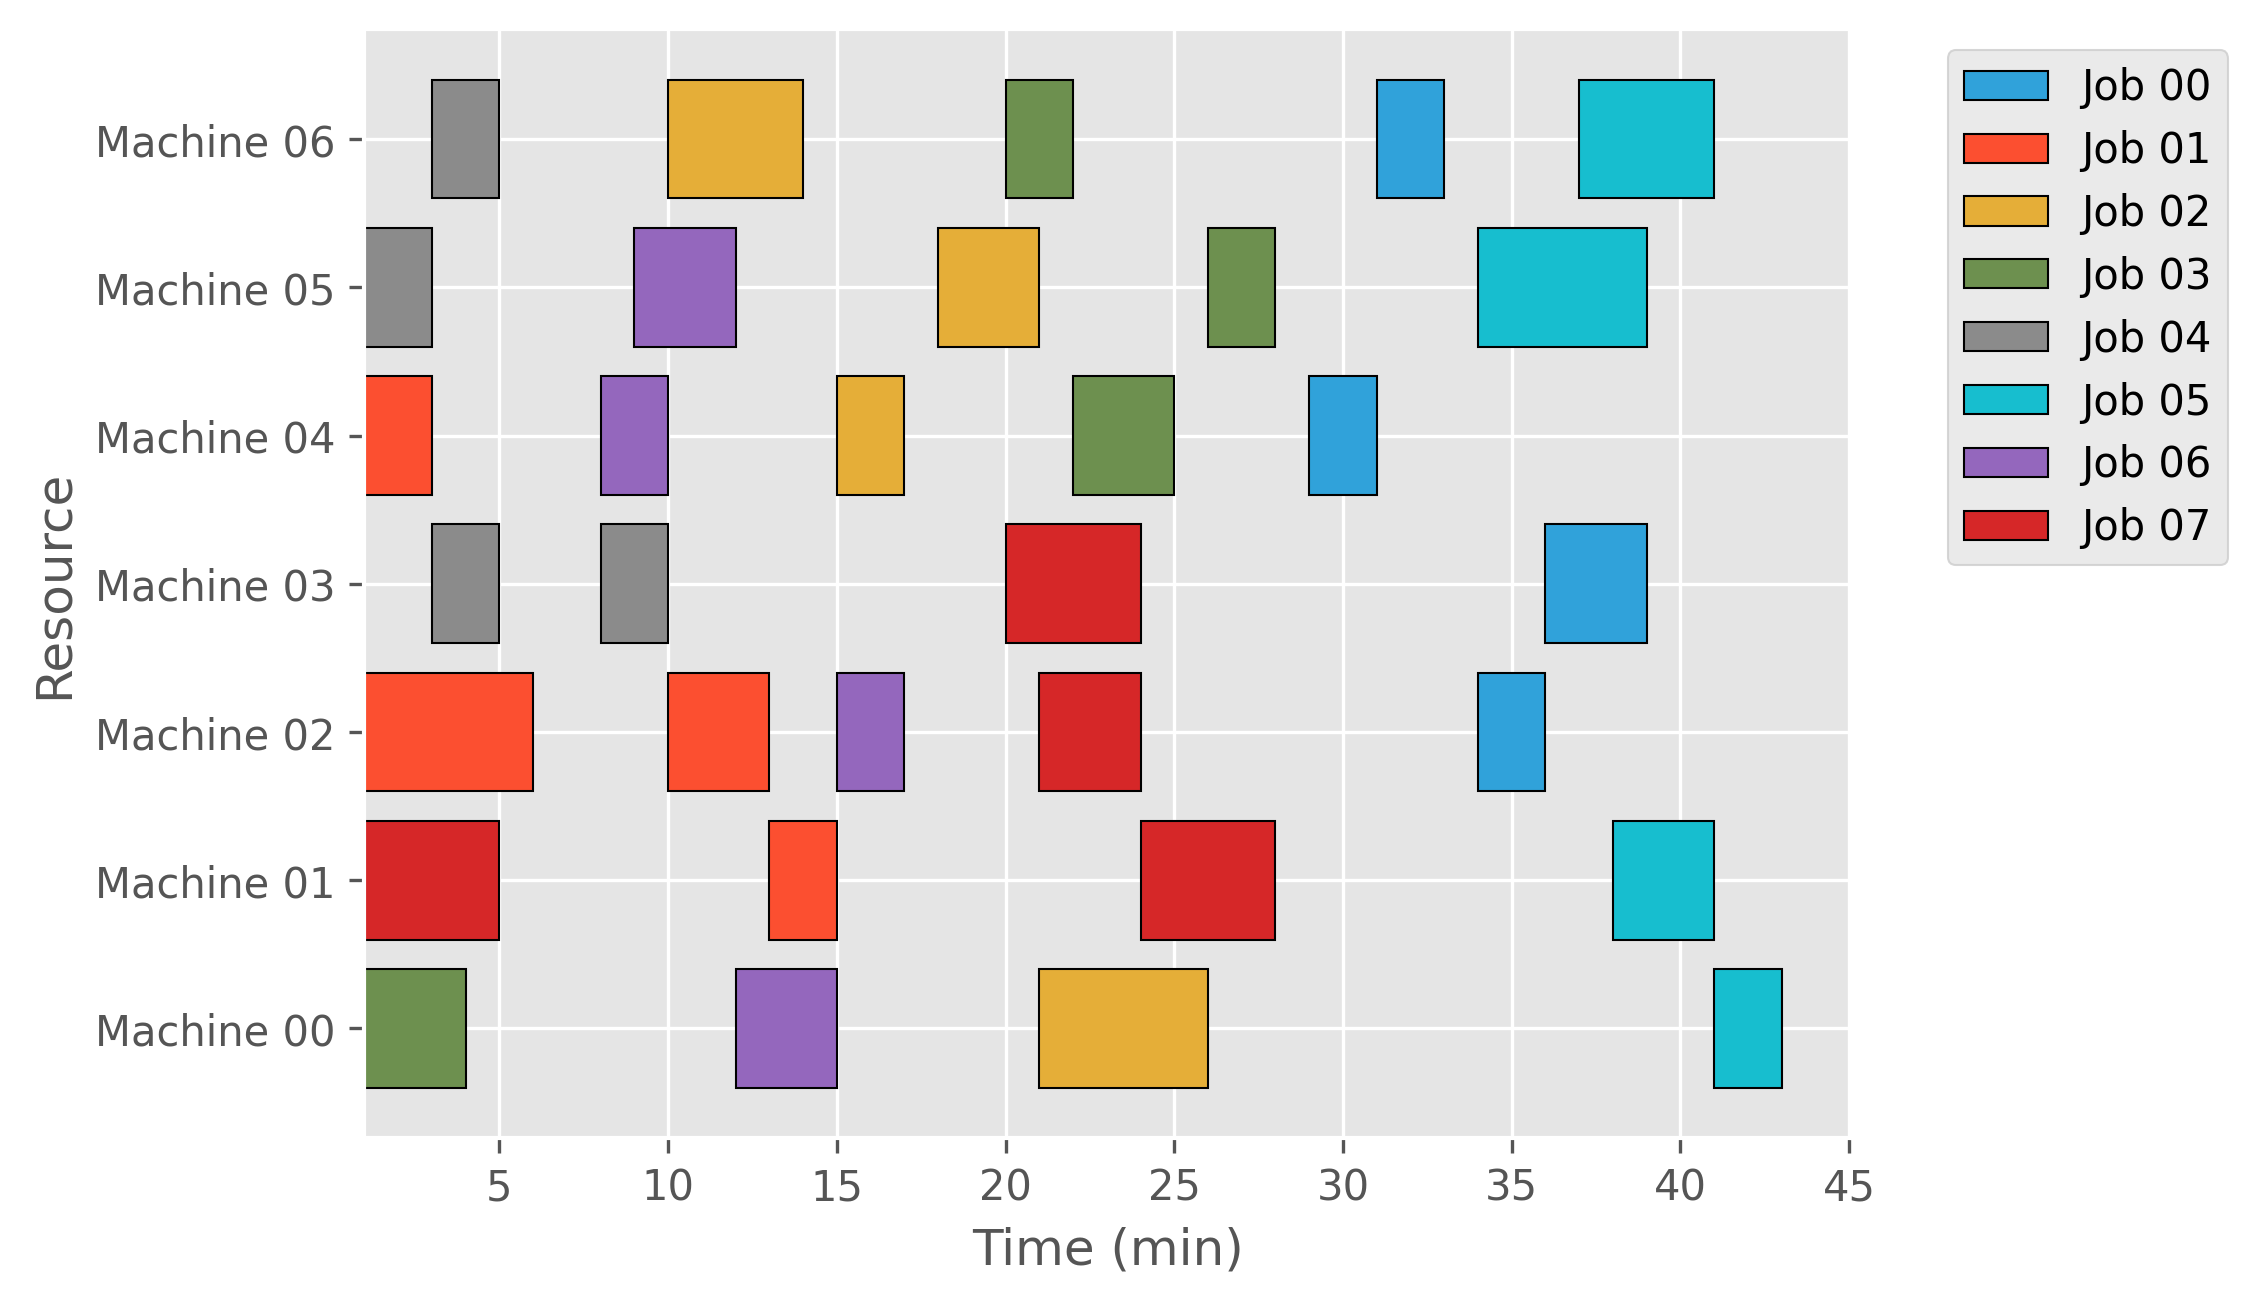 Resource
Machine 06
Machine 05
Machine 04
Machine 03
Machine 02
Machine 01
Machine 00
5 10 15 20 25 30 35 40 45
Time (min)
Job 00
Job 01
Job 02
Job 03
Job 04
Job 05
Job 06
Job 07